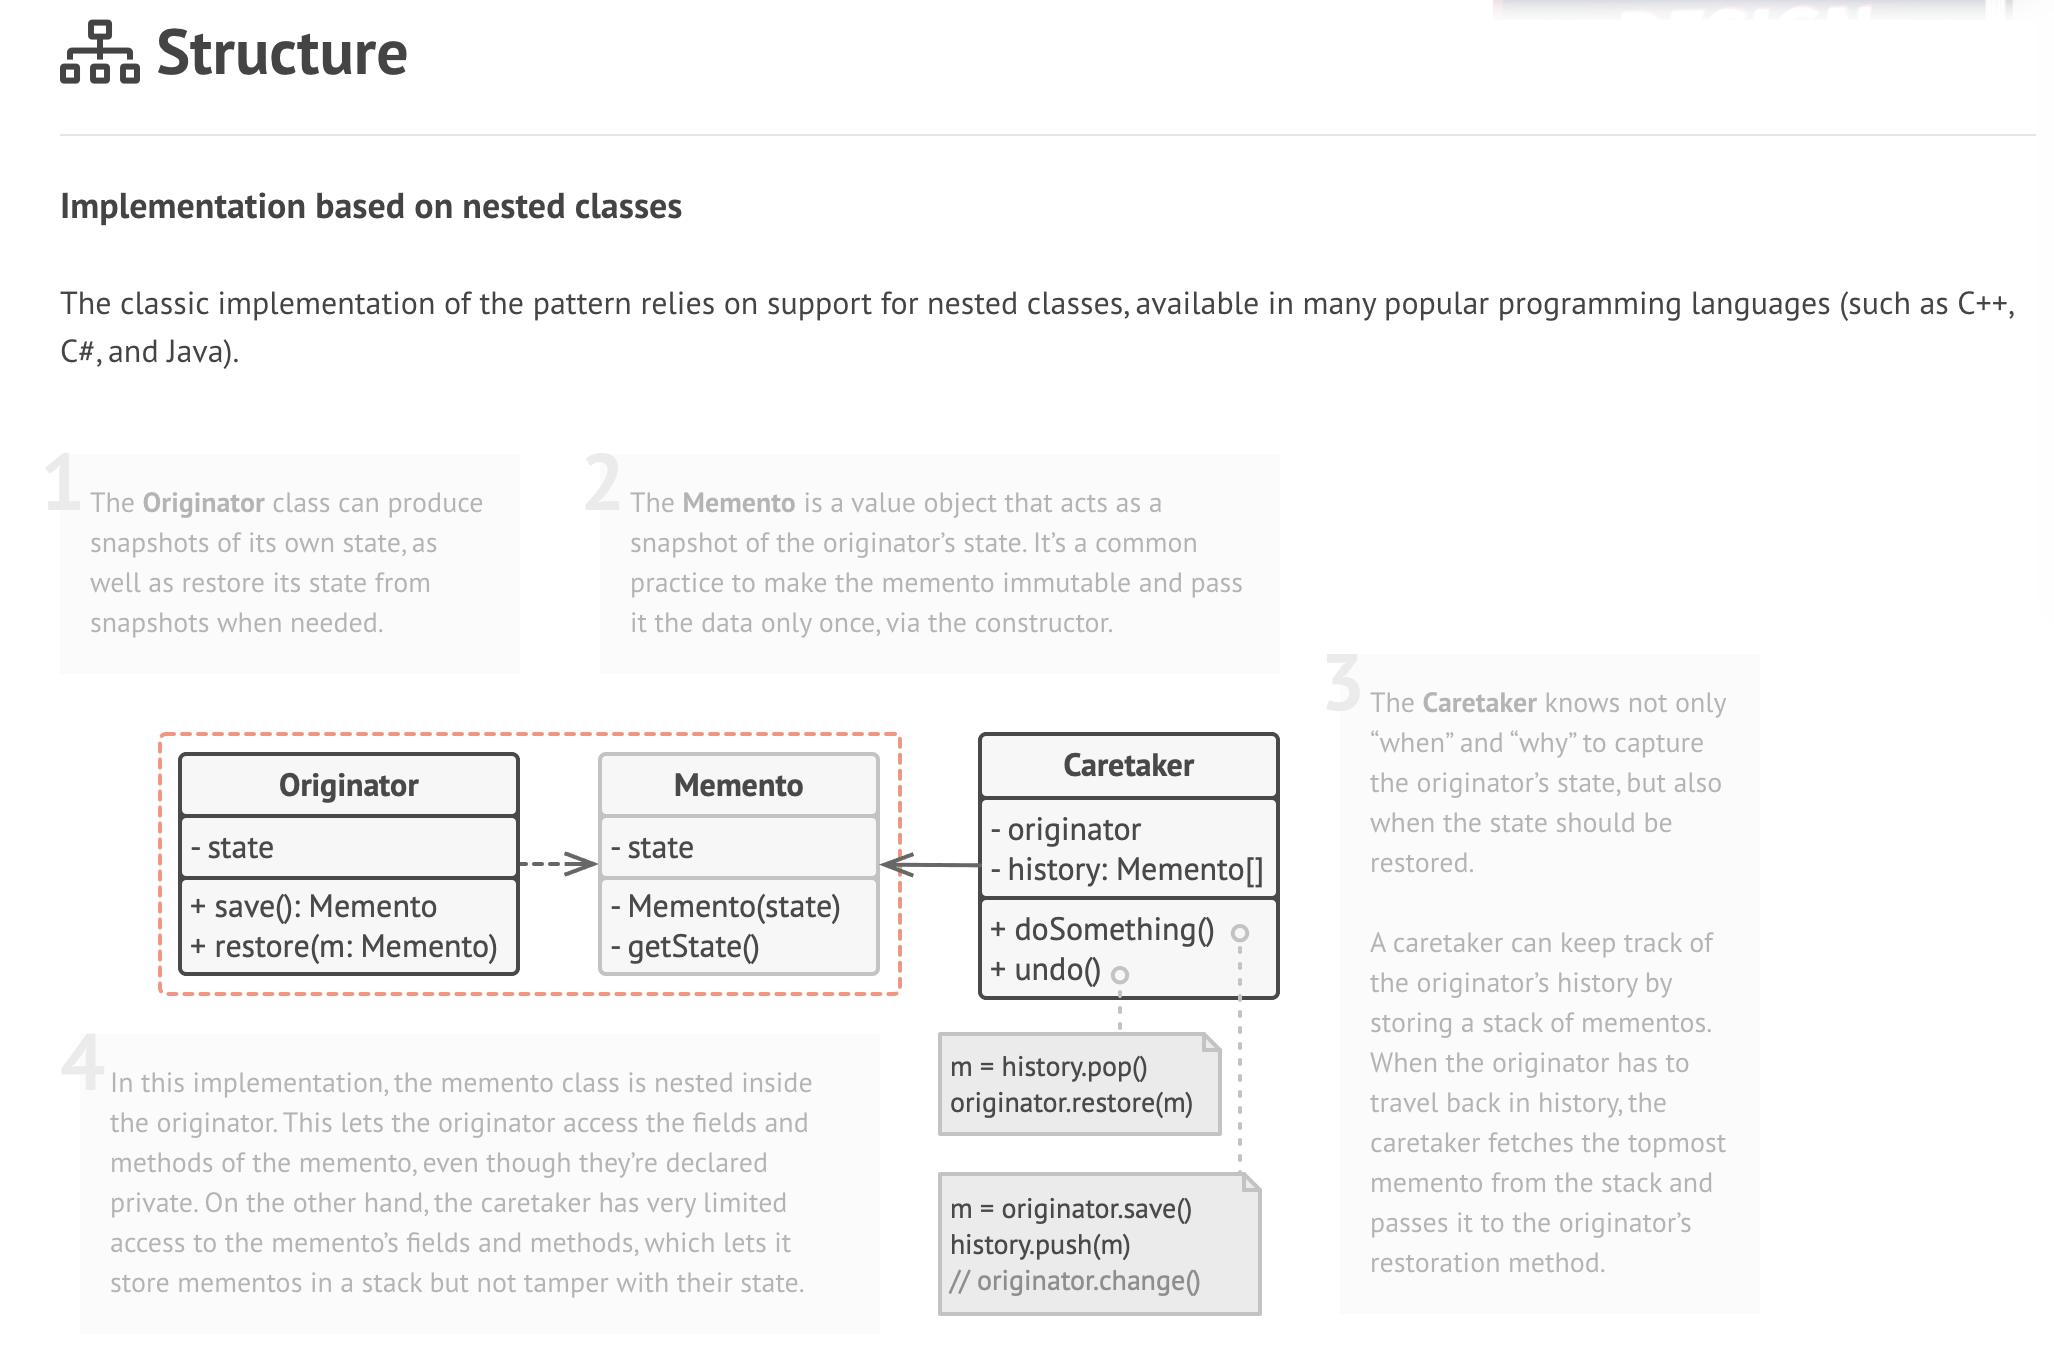 DESIGN
Structure
Implementation based on nested classes
The classic implementation of the pattern relies on support for nested classes, available in many popular programming languages (such as C++,
C#, and Java).
1
The Originator class can produce
snapshots of its own state, as
well as restore its state from
snapshots when needed.
2
The Memento is a value object that acts as a
snapshot of the originator’s state. It’s a common
practice to make the memento immutable and pass
it the data only once, via the constructor.
3
The Caretaker knows not only
“when” and “why” to capture
the originator’s state, but also
when the state should be
restored.
A caretaker can keep track of
the originator’s history by
storing a stack of mementos.
When the originator has to
travel back in history, the
caretaker fetches the topmost
memento from the stack and
passes it to the originator’s
restoration method.
Originator
- state
+ save(): Memento
+ restore(m: Memento)
Memento
- state
- Memento(state)
- getState()
Caretaker
- originator
- history: Memento[]
+ doSomething()
+ undo()
m = history.pop()
originator.restore(m)
m = originator.save()
history.push(m)
// originator.change()
4
In this implementation, the memento class is nested inside
the originator. This lets the originator access the fields and
methods of the memento, even though they’re declared
private. On the other hand, the caretaker has very limited
access to the memento’s fields and methods, which lets it
store mementos in a stack but not tamper with their state.